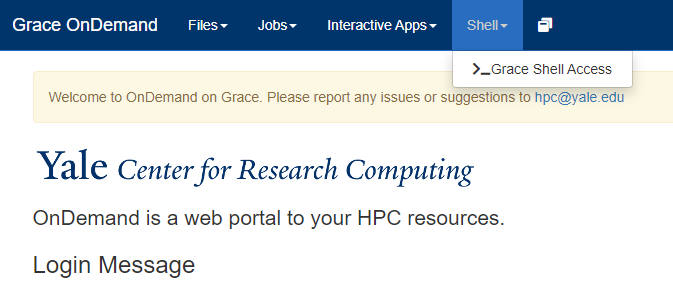 Grace OnDemand Files Jobs Interactive Apps Shell
Grace Shell Access
Welcome to OnDemand on Grace. Please report any issues or suggestions to hpc@yale.edu
Yale Center for Research Computing
OnDemand is a web portal to your HPC resources.
Login Message